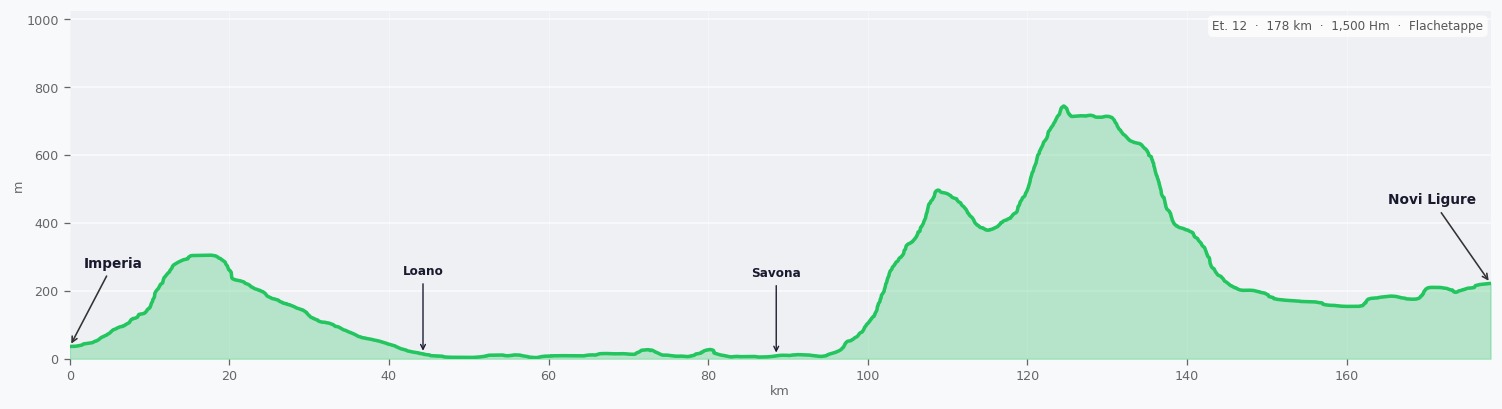 Et. 12 · 178 km · 1,500 Hm · Flachetappe
1000
800
600
400
200
0
m
Imperia
Loano
Savona
Novi Ligure
0 20 40 60 80 100 120 140 160
km